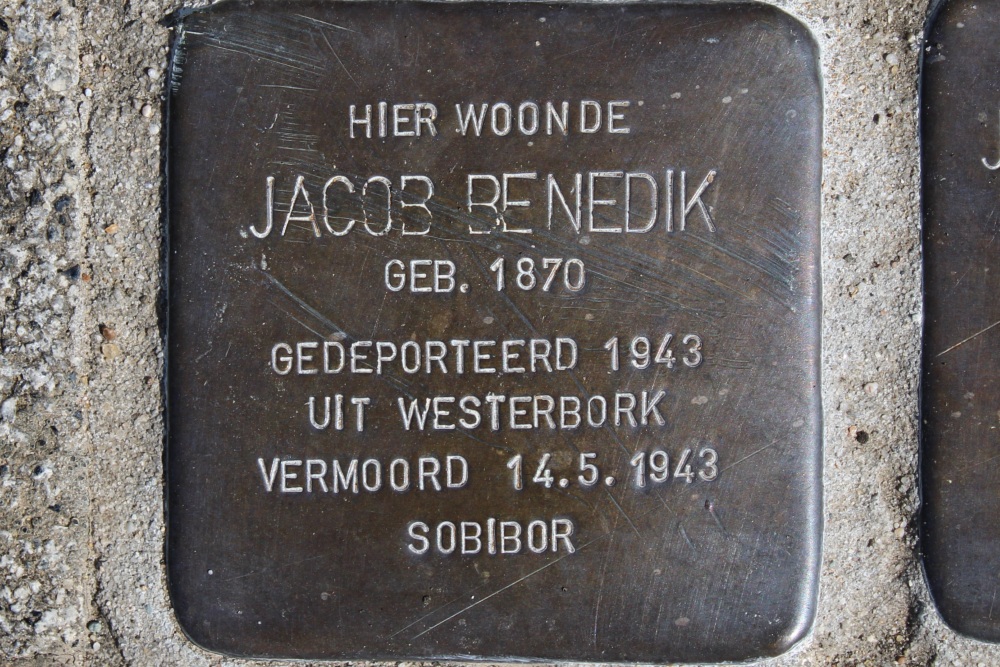 HIER WOONDE
JACOB BENEDIK
GEB. 1870
GEDEPORTEERD 1943
UIT WESTERBORK
VERMOORD 14.5.1943
SOBIBOR
J